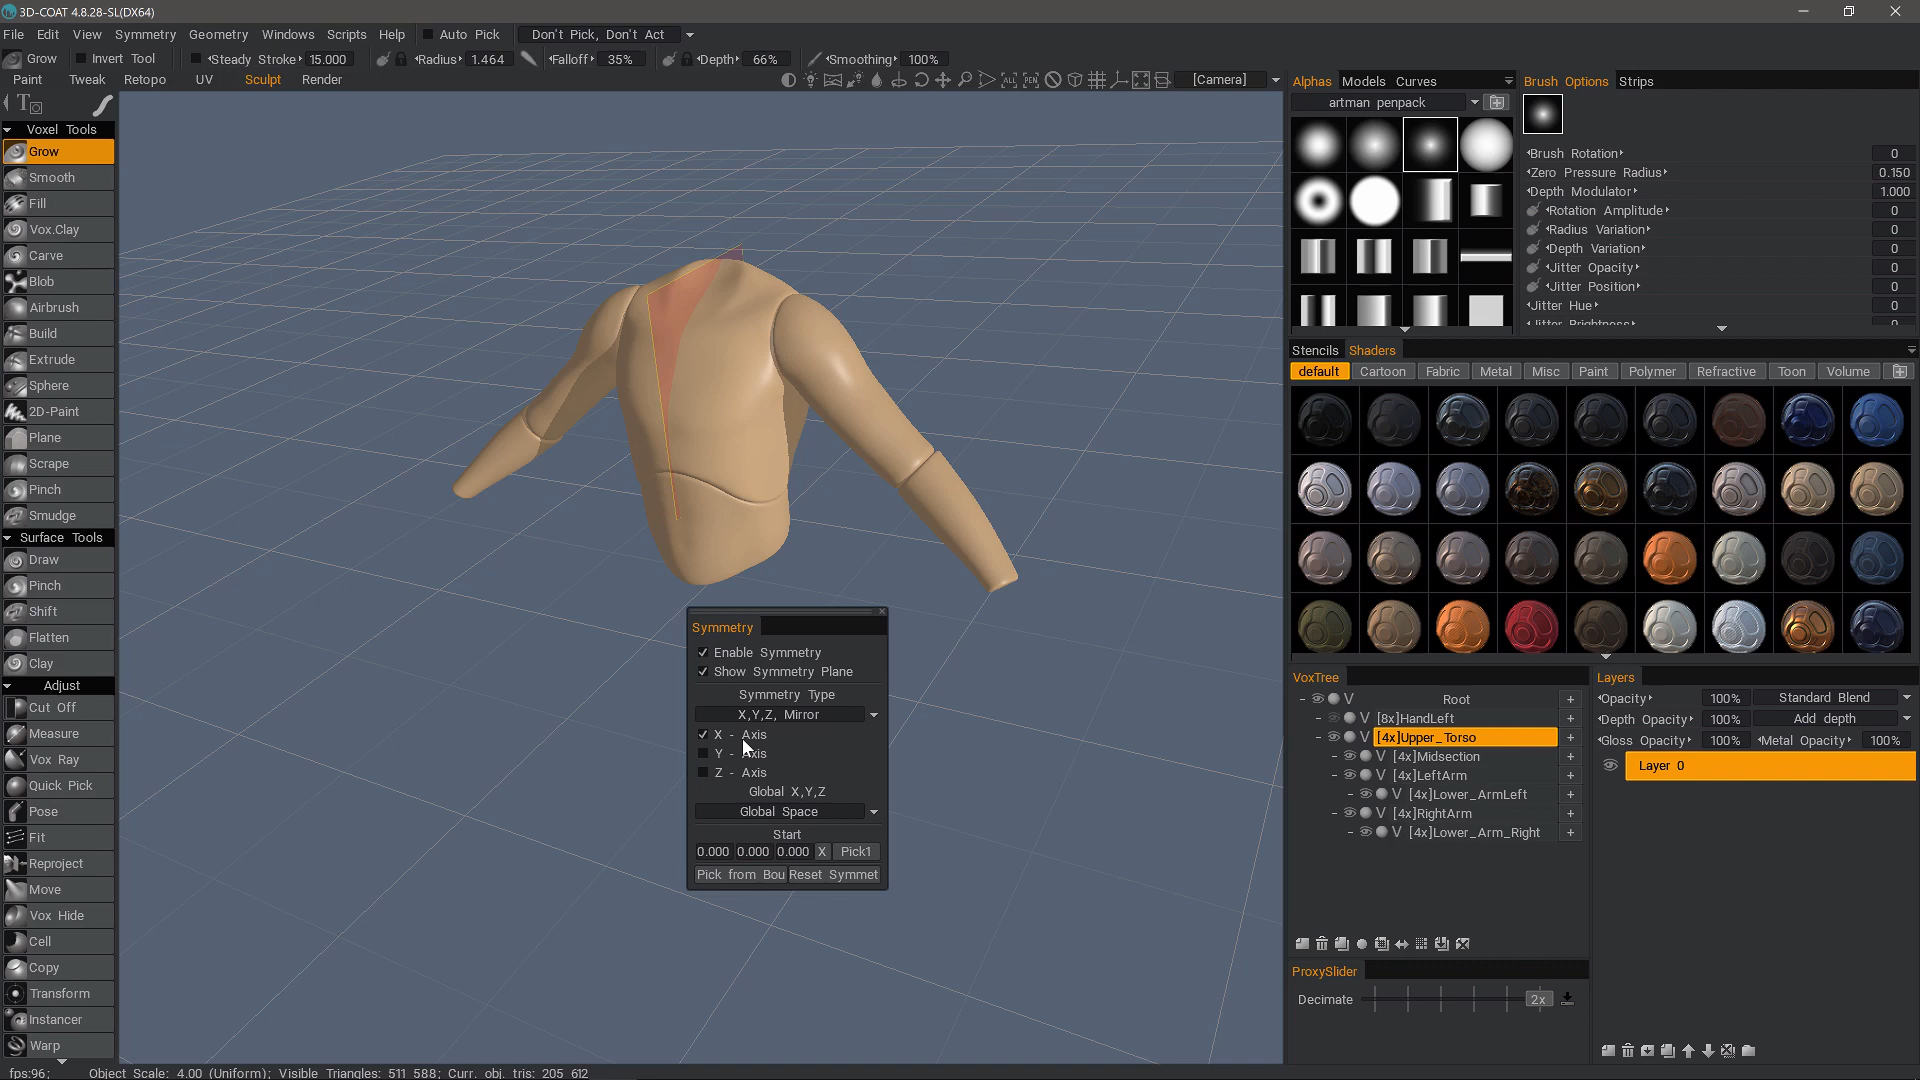 3D-COAT 4.8.28-SL(DX64)
File Edit View Symmetry Geometry Windows Scripts Help Auto Pick Don't Pick, Don't Act
Grow Invert Tool Steady Stroke 15.000 Radius 1.464 Falloff 35% Depth 66% Smoothing 100%
Paint Tweak Retopo UV Sculpt Render [Camera]
Voxel Tools
Grow
Smooth
Fill
Vox.Clay
Carve
Blob
Airbrush
Build
Extrude
Sphere
2D-Paint
Plane
Scrape
Pinch
Smudge
Surface Tools
Draw
Pinch
Shift
Flatten
Clay
Adjust
Cut Off
Measure
Vox Ray
Quick Pick
Pose
Fit
Reproject
Move
Vox Hide
Cell
Copy
Transform
Instancer
Warp
Symmetry
Enable Symmetry
Show Symmetry Plane
Symmetry Type
X,Y,Z, Mirror
X - Axis
Y - Axis
Z - Axis
Global X,Y,Z
Global Space
Start
0.000 0.000 0.000 X Pick1
Pick from Bou Reset Symmet
Alphas Models Curves
artman penpack
Brush Options Strips
Brush Rotation 0
Zero Pressure Radius 0.150
Depth Modulator 1.000
Rotation Amplitude 0
Radius Variation 0
Depth Variation 0
Jitter Opacity 0
Jitter Position 0
Jitter Hue 0
Jitter Brightness 0
Stencils Shaders
default Cartoon Fabric Metal Misc Paint Polymer Refractive Toon Volume
VoxTree
V Root +
V [8x]HandLeft +
V [4x]Upper_Torso +
V [4x]Midsection +
V [4x]LeftArm +
V [4x]Lower_ArmLeft +
V [4x]RightArm +
V [4x]Lower_Arm_Right +
ProxySlider
Decimate 2x
Layers
Opacity 100% Standard Blend
Depth Opacity 100% Add depth
Gloss Opacity 100% Metal Opacity 100%
Layer 0
fps:96; Object Scale: 4.00 (Uniform); Visible Triangles: 511 588; Curr. obj. tris: 205 612